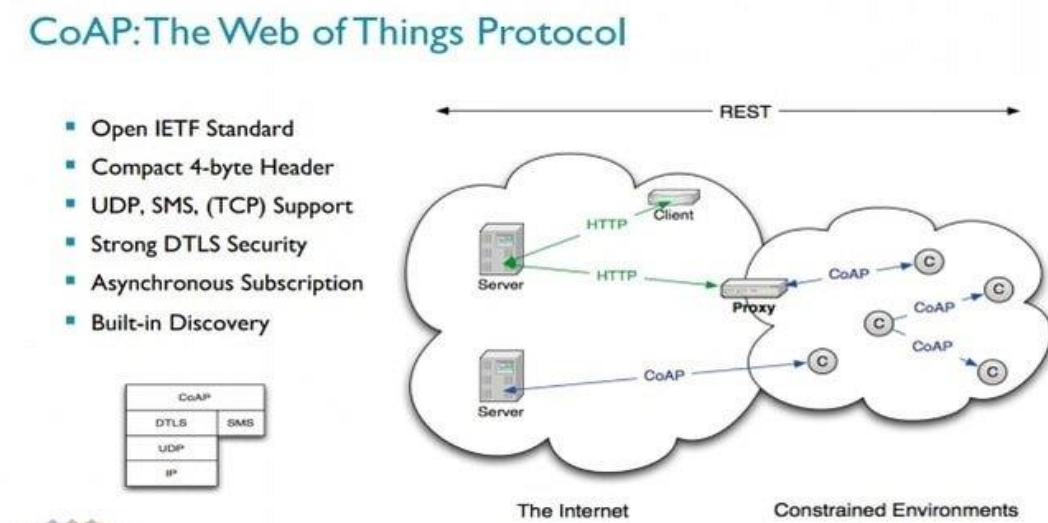 CoAP: The Web of Things Protocol
Open IETF Standard
Compact 4-byte Header
UDP, SMS, (TCP) Support
Strong DTLS Security
Asynchronous Subscription
Built-in Discovery
CoAP
DTLS SMS
UDP
IP
REST
Client
HTTP
Server
HTTP
Proxy
CoAP
C
C
CoAP
C
CoAP
C
Server
CoAP
C
The Internet
Constrained Environments